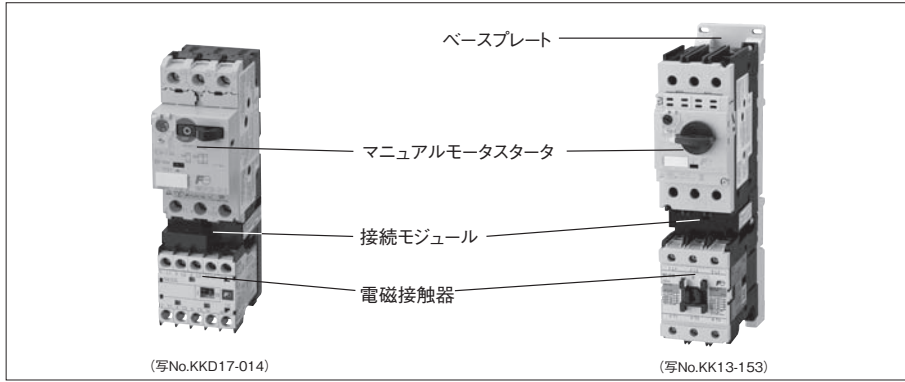 ベースプレート
マニュアルモータスタータ
接続モジュール
電磁接触器
(写No.KKD17-014)
(写No.KK13-153)